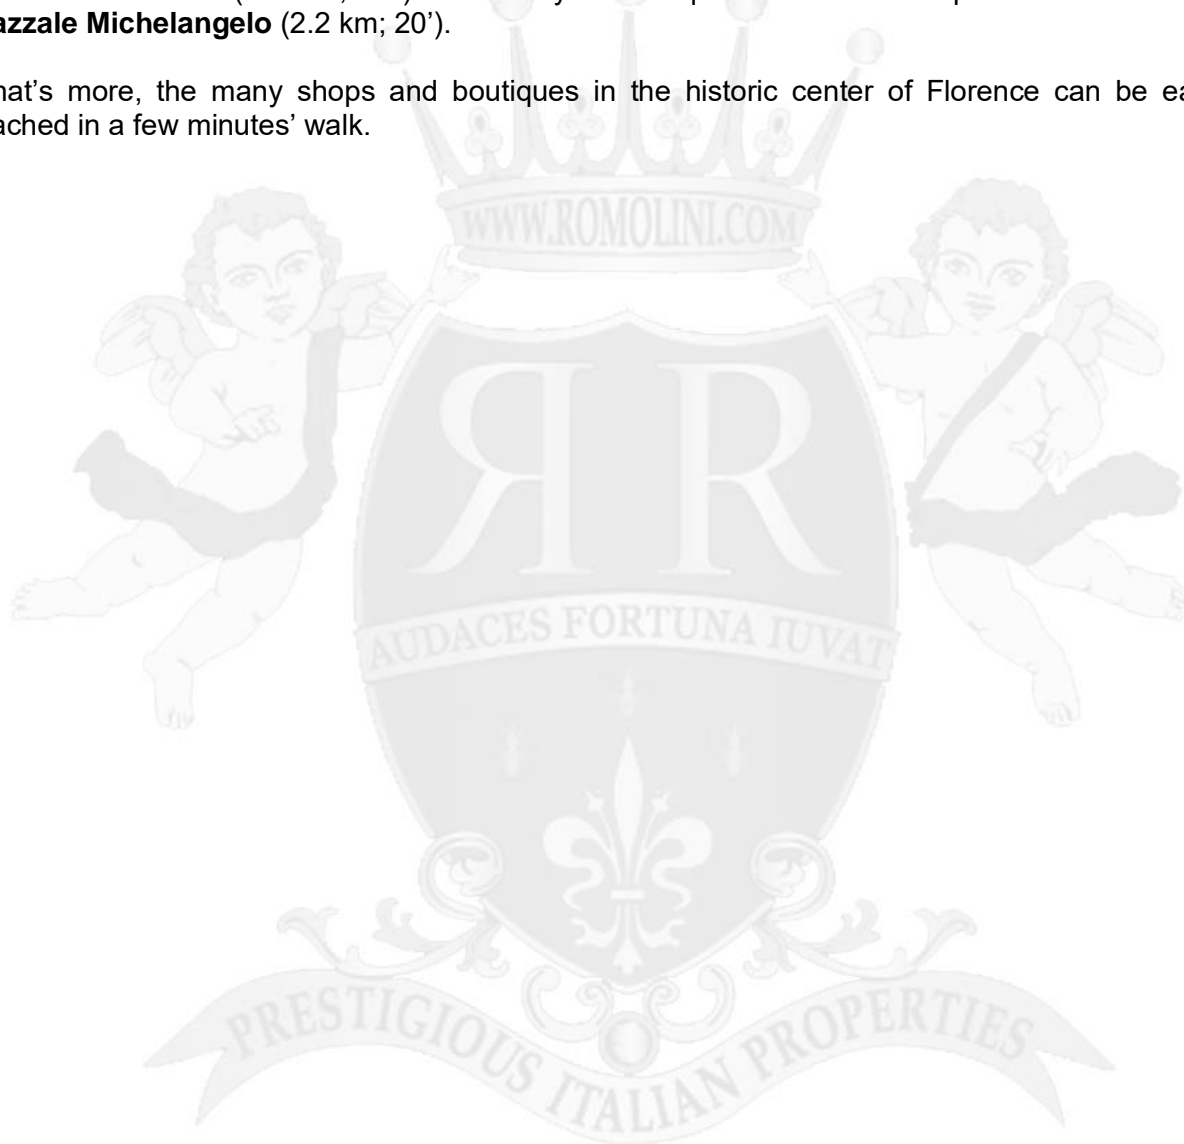 azzale Michelangelo (2.2 km; 20’).
hat’s more, the many shops and boutiques in the historic center of Florence can be ea
ached in a few minutes’ walk.
WWW.ROMOLINI.COM
R R
AUDACES FORTUNA IUVAT
PRESTIGIOUS ITALIAN PROPERTIES